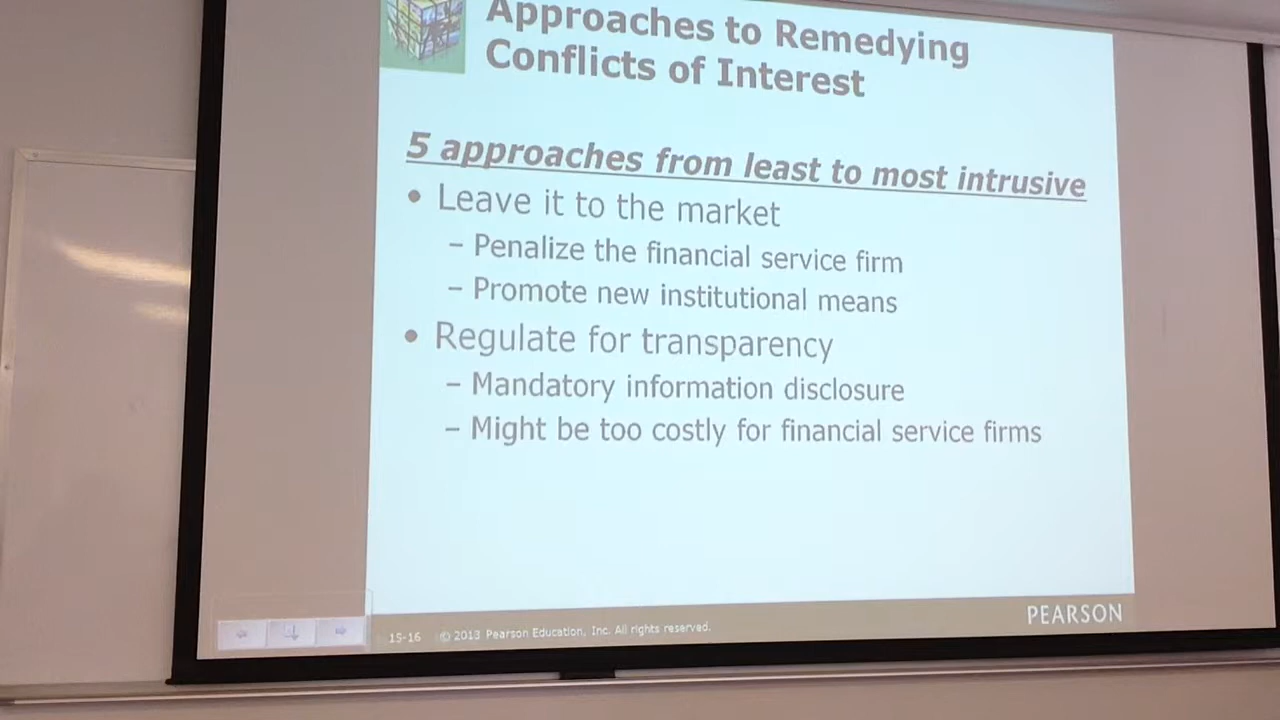 Approaches to Remedying
Conflicts of Interest
5 approaches from least to most intrusive
• Leave it to the market
– Penalize the financial service firm
– Promote new institutional means
• Regulate for transparency
– Mandatory information disclosure
– Might be too costly for financial service firms
15-16 © 2013 Pearson Education, Inc. All rights reserved.
PEARSON